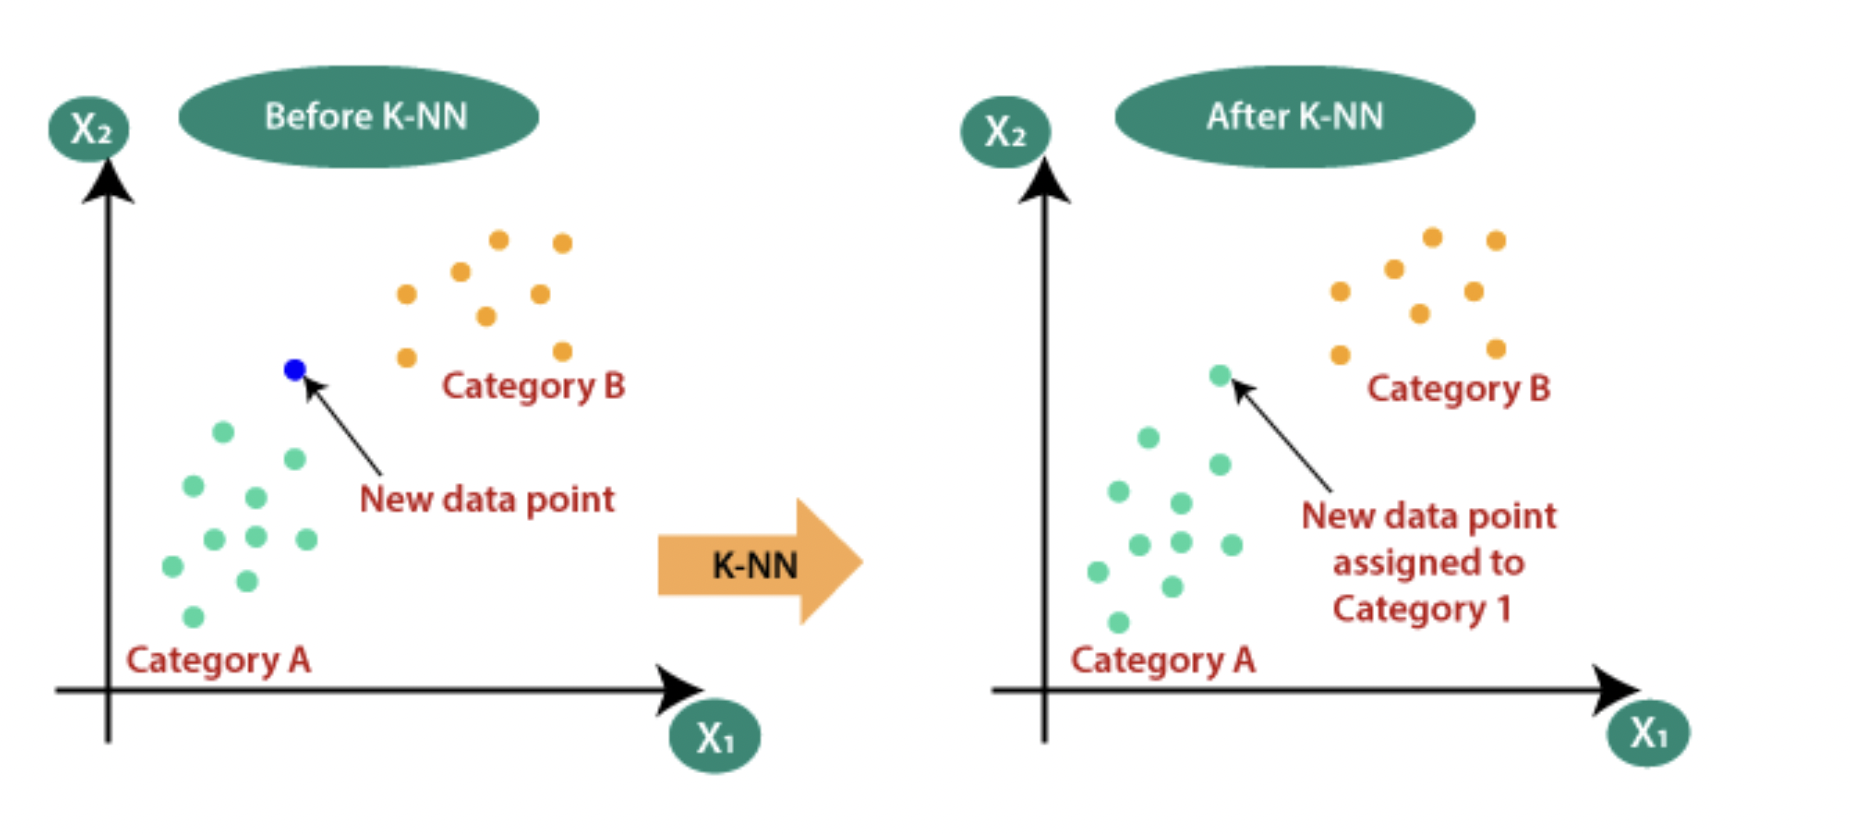 Before K-NN
X₂
Category B
New data point
Category A
X₁
K-NN
After K-NN
X₂
Category B
New data point
assigned to
Category 1
Category A
X₁